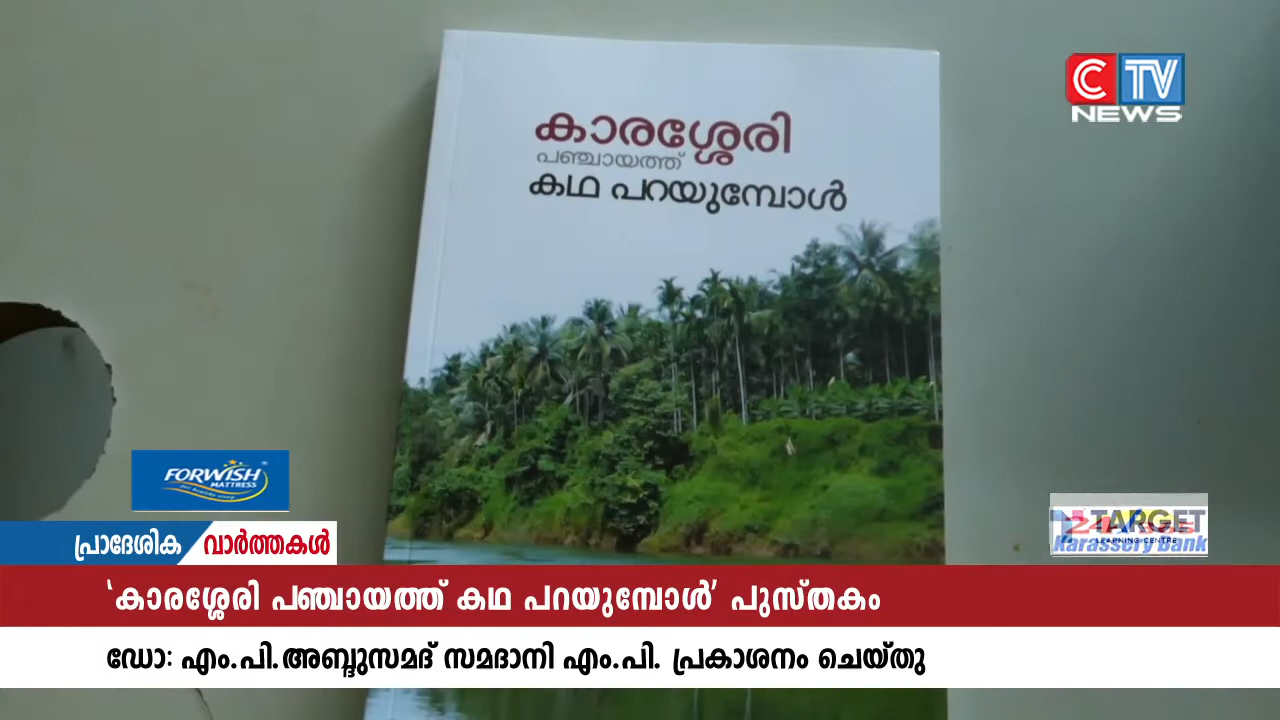 CTV
NEWS
കാരശ്ശേരി
പഞ്ചായത്ത്
കഥ പറയുമ്പോൾ
FORWISH
MATTRESS
TARGET
LEARNING CENTRE
Karassery Bank
പ്രാദേശിക വാർത്തകൾ
‘കാരശ്ശേരി പഞ്ചായത്ത് കഥ പറയുമ്പോൾ’ പുസ്തകം
ഡോ: എം.പി.അബ്ദുസമദ് സമദാനി എം.പി. പ്രകാശനം ചെയ്തു